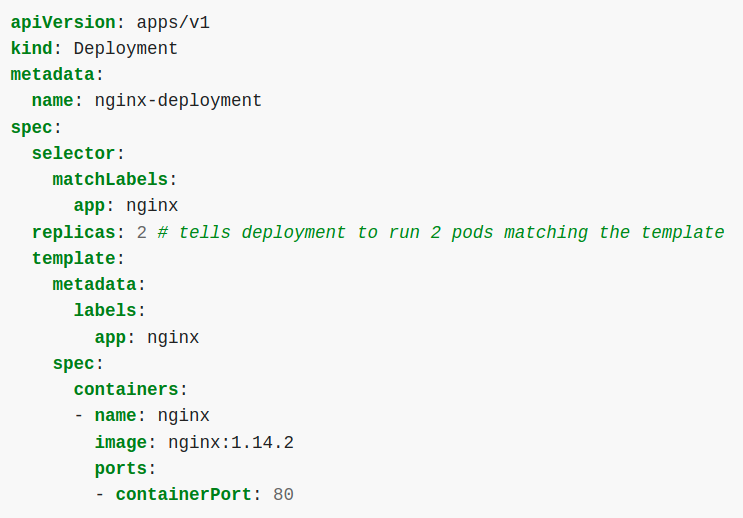 apiVersion: apps/v1
kind: Deployment
metadata:
  name: nginx-deployment
spec:
  selector:
    matchLabels:
      app: nginx
  replicas: 2 # tells deployment to run 2 pods matching the template
  template:
    metadata:
      labels:
        app: nginx
    spec:
      containers:
      - name: nginx
        image: nginx:1.14.2
        ports:
        - containerPort: 80